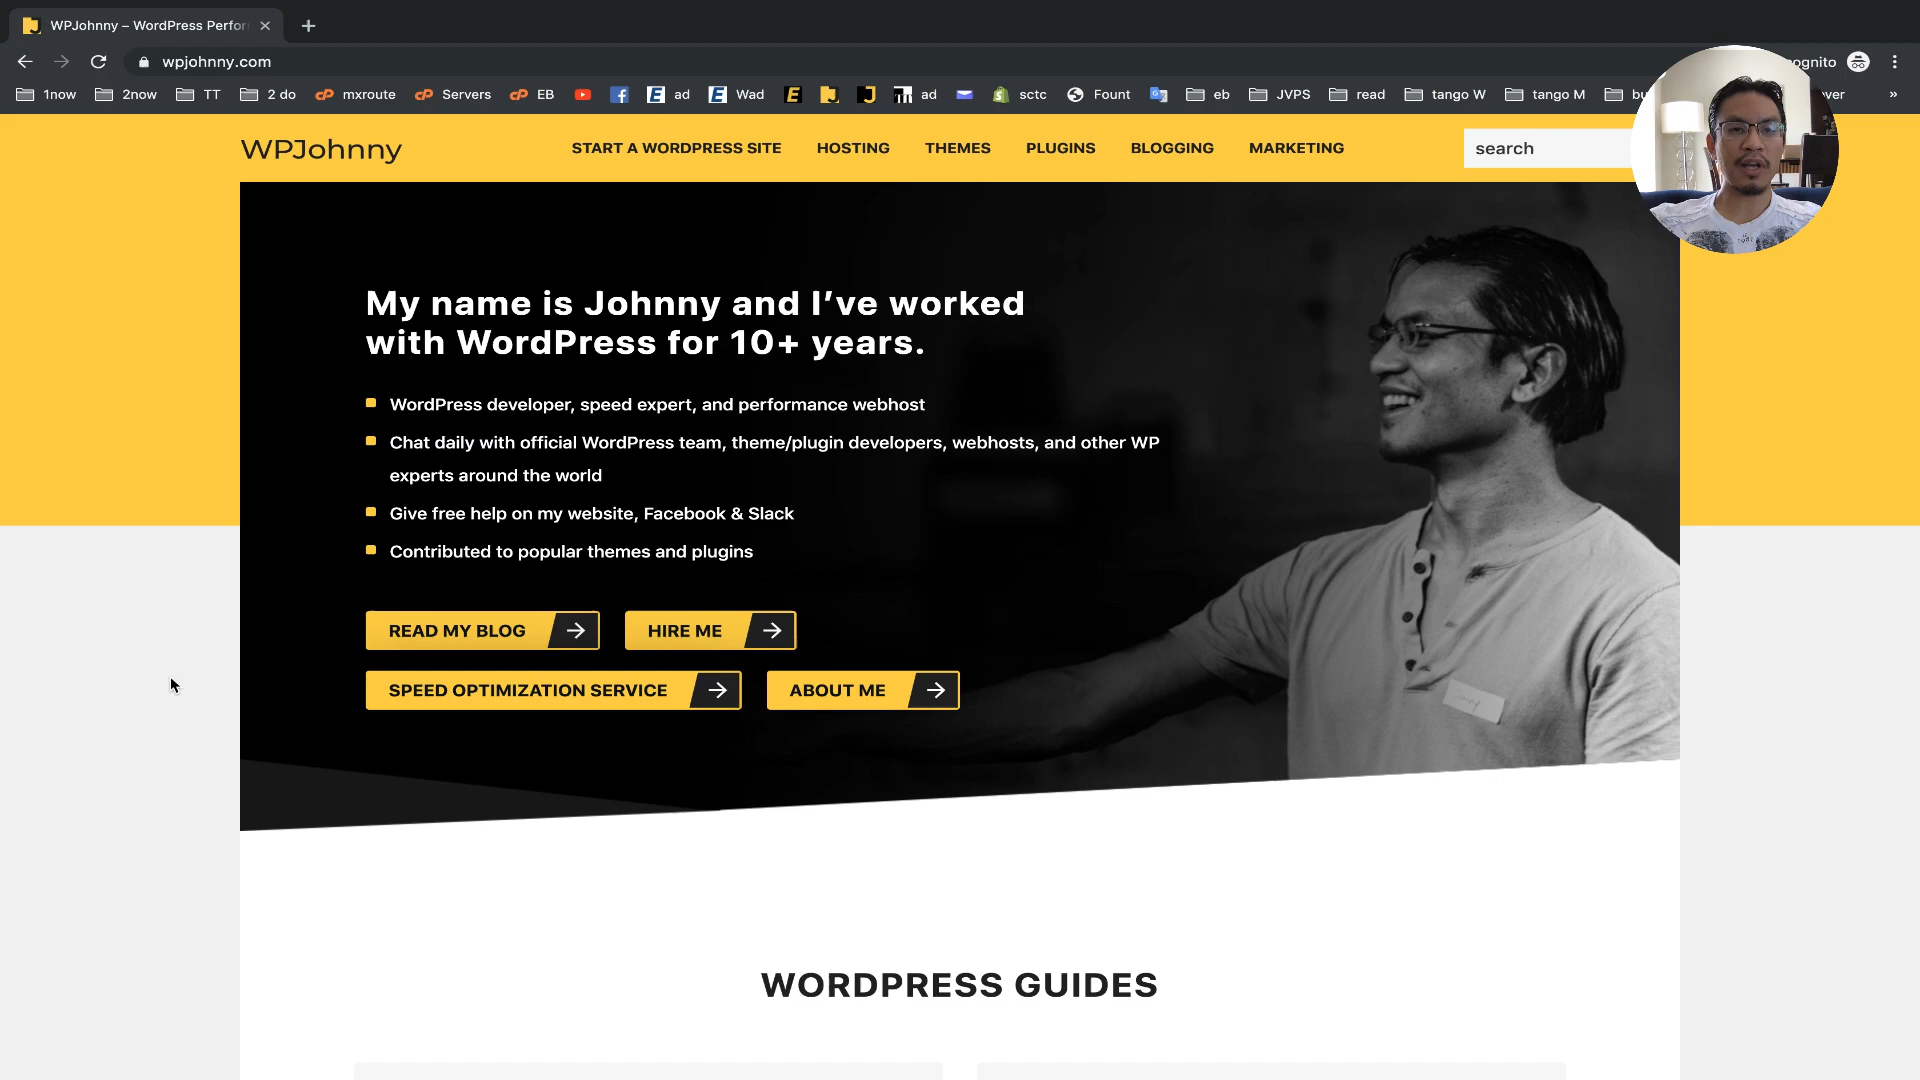 WPJohnny – WordPress Perfor
wpjohnny.com
ognito
1now 2now TT 2 do mxroute Servers EB ad Wad ad sctc Fount eb JVPS read tango W tango M bu ver »
WPJohnny
START A WORDPRESS SITE HOSTING THEMES PLUGINS BLOGGING MARKETING
search
My name is Johnny and I've worked
with WordPress for 10+ years.
WordPress developer, speed expert, and performance webhost
Chat daily with official WordPress team, theme/plugin developers, webhosts, and other WP
experts around the world
Give free help on my website, Facebook & Slack
Contributed to popular themes and plugins
READ MY BLOG
HIRE ME
SPEED OPTIMIZATION SERVICE
ABOUT ME
WORDPRESS GUIDES